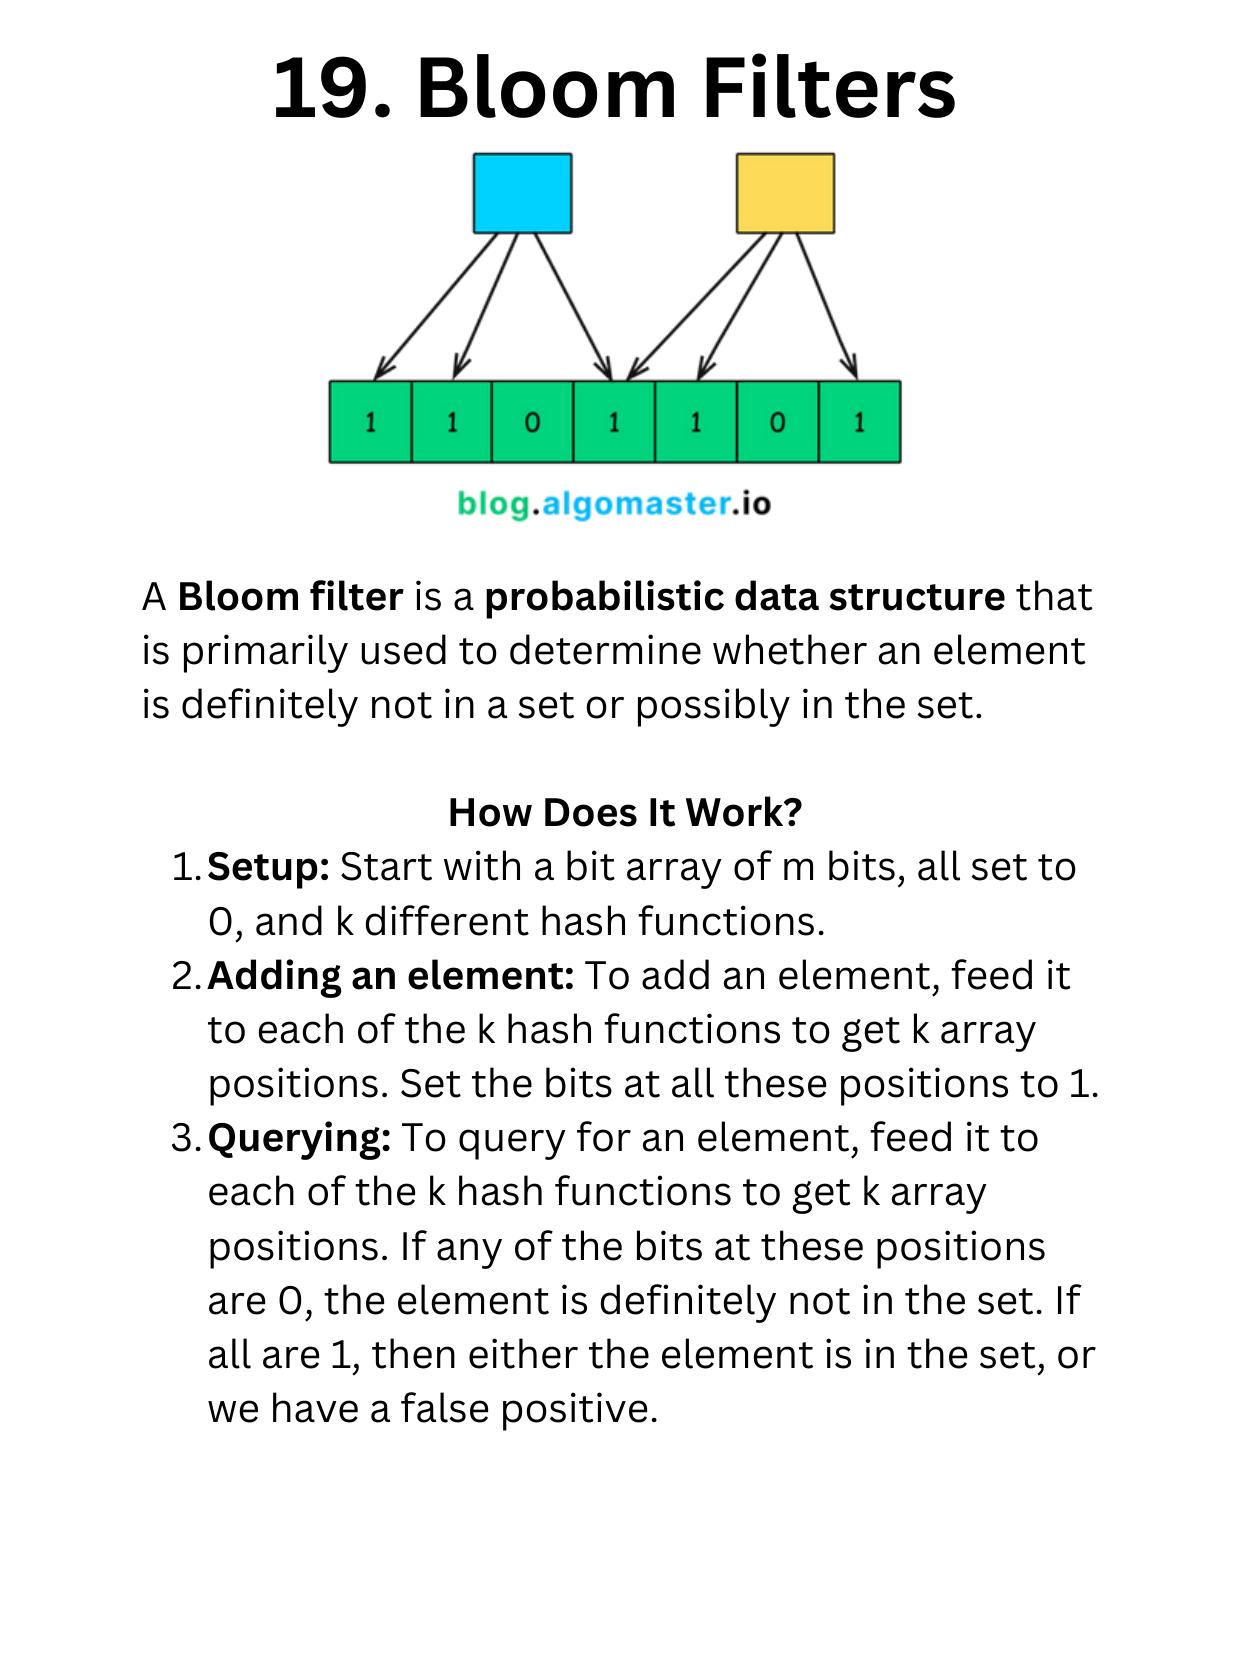 19. Bloom Filters
1 1 0 1 1 0 1
blog.algomaster.io
A Bloom filter is a probabilistic data structure that
is primarily used to determine whether an element
is definitely not in a set or possibly in the set.
How Does It Work?
1. Setup: Start with a bit array of m bits, all set to
0, and k different hash functions.
2. Adding an element: To add an element, feed it
to each of the k hash functions to get k array
positions. Set the bits at all these positions to 1.
3. Querying: To query for an element, feed it to
each of the k hash functions to get k array
positions. If any of the bits at these positions
are 0, the element is definitely not in the set. If
all are 1, then either the element is in the set, or
we have a false positive.